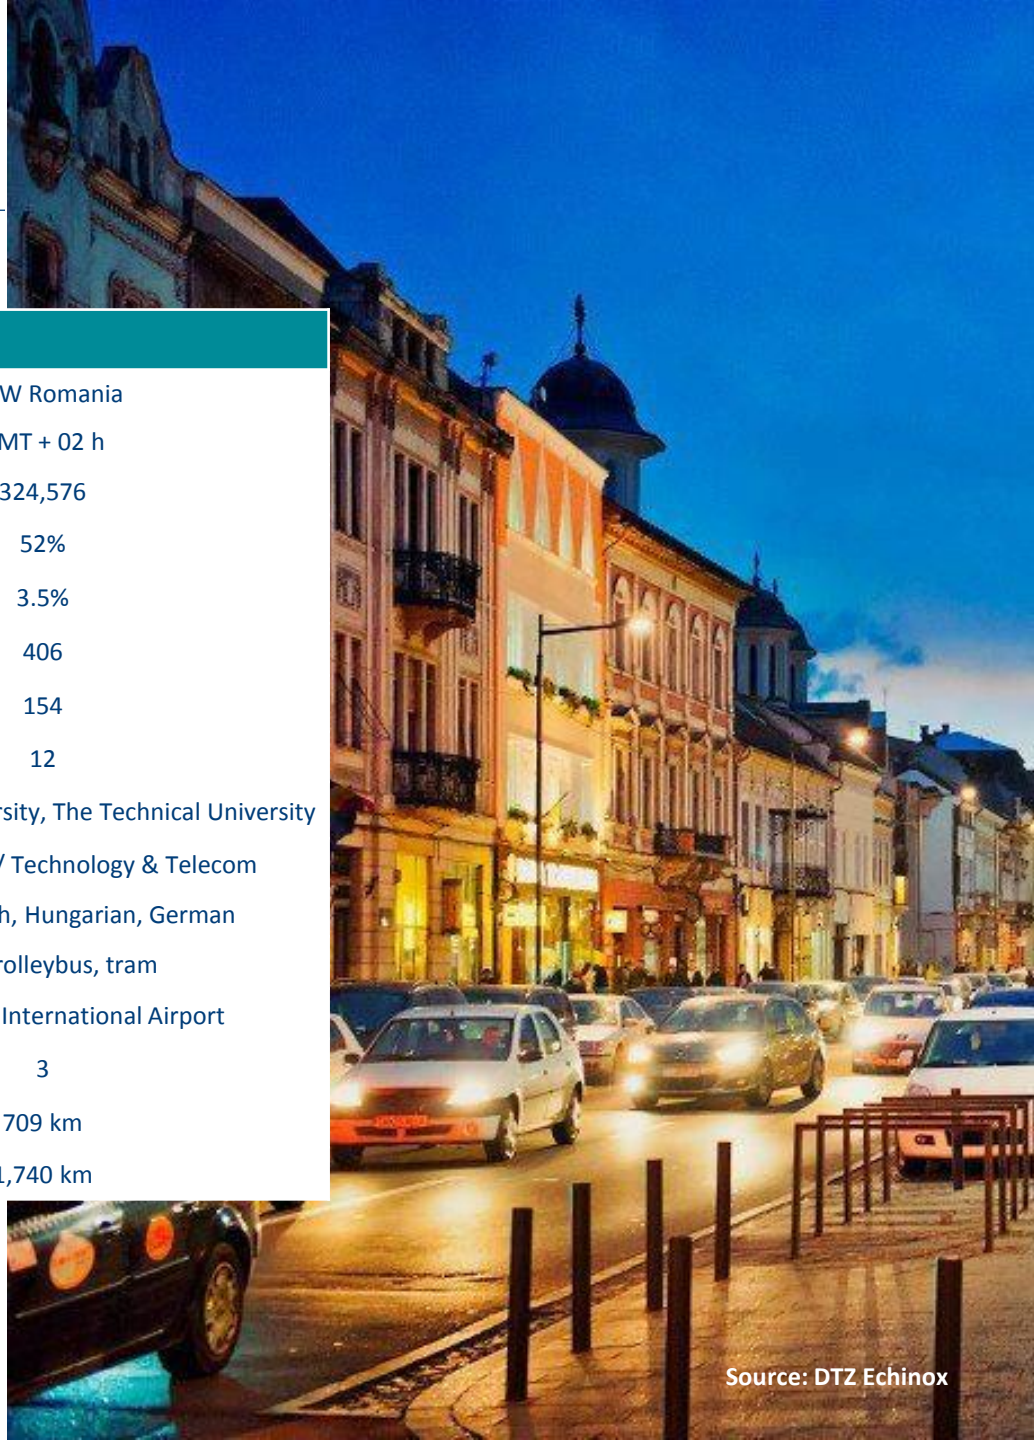 W Romania
MT + 02 h
324,576
52%
3.5%
406
154
12
rsity, The Technical University
/ Technology & Telecom
h, Hungarian, German
rolleybus, tram
International Airport
3
709 km
1,740 km
Source: DTZ Echinox